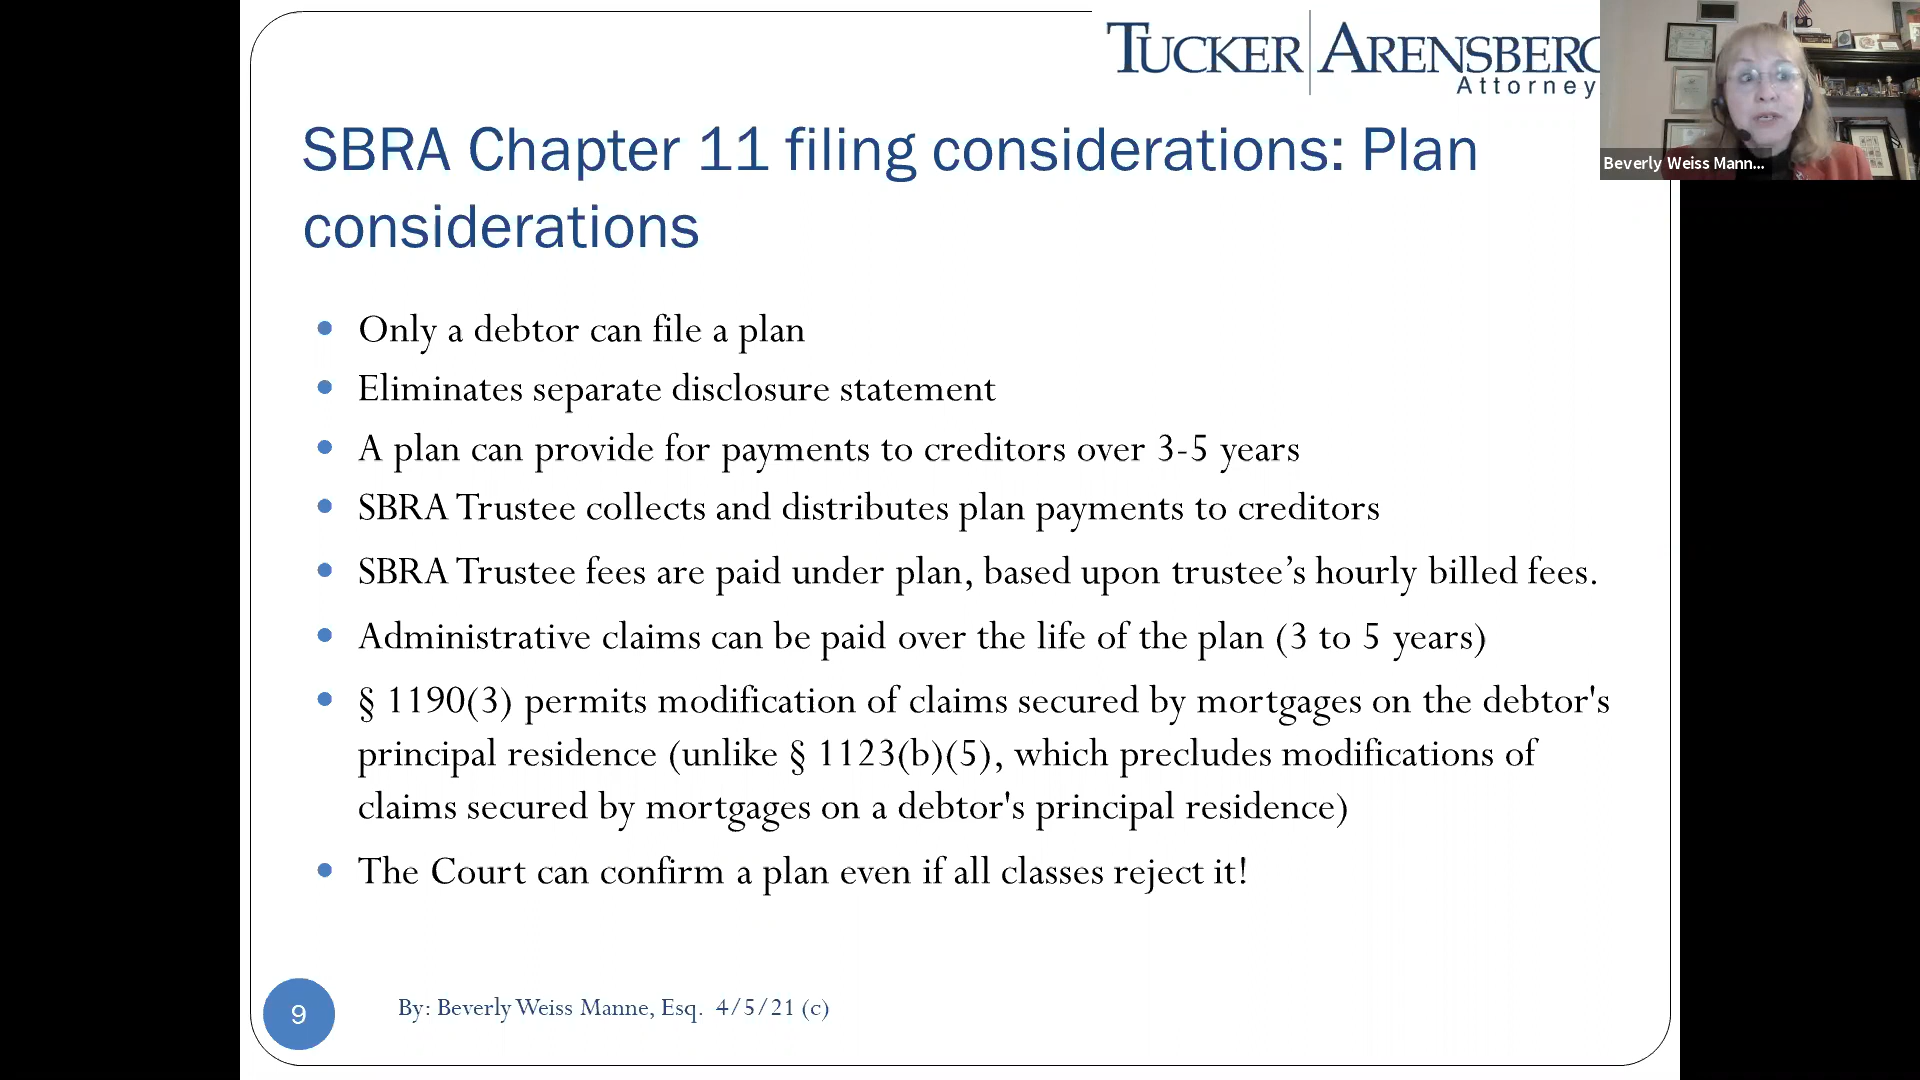 TUCKER ARENSBERG
Attorney
Beverly Weiss Mann...
SBRA Chapter 11 filing considerations: Plan
considerations
• Only a debtor can file a plan
• Eliminates separate disclosure statement
• A plan can provide for payments to creditors over 3-5 years
• SBRA Trustee collects and distributes plan payments to creditors
• SBRA Trustee fees are paid under plan, based upon trustee’s hourly billed fees.
• Administrative claims can be paid over the life of the plan (3 to 5 years)
• § 1190(3) permits modification of claims secured by mortgages on the debtor's
principal residence (unlike § 1123(b)(5), which precludes modifications of
claims secured by mortgages on a debtor's principal residence)
• The Court can confirm a plan even if all classes reject it!
9
By: Beverly Weiss Manne, Esq. 4/5/21 (c)